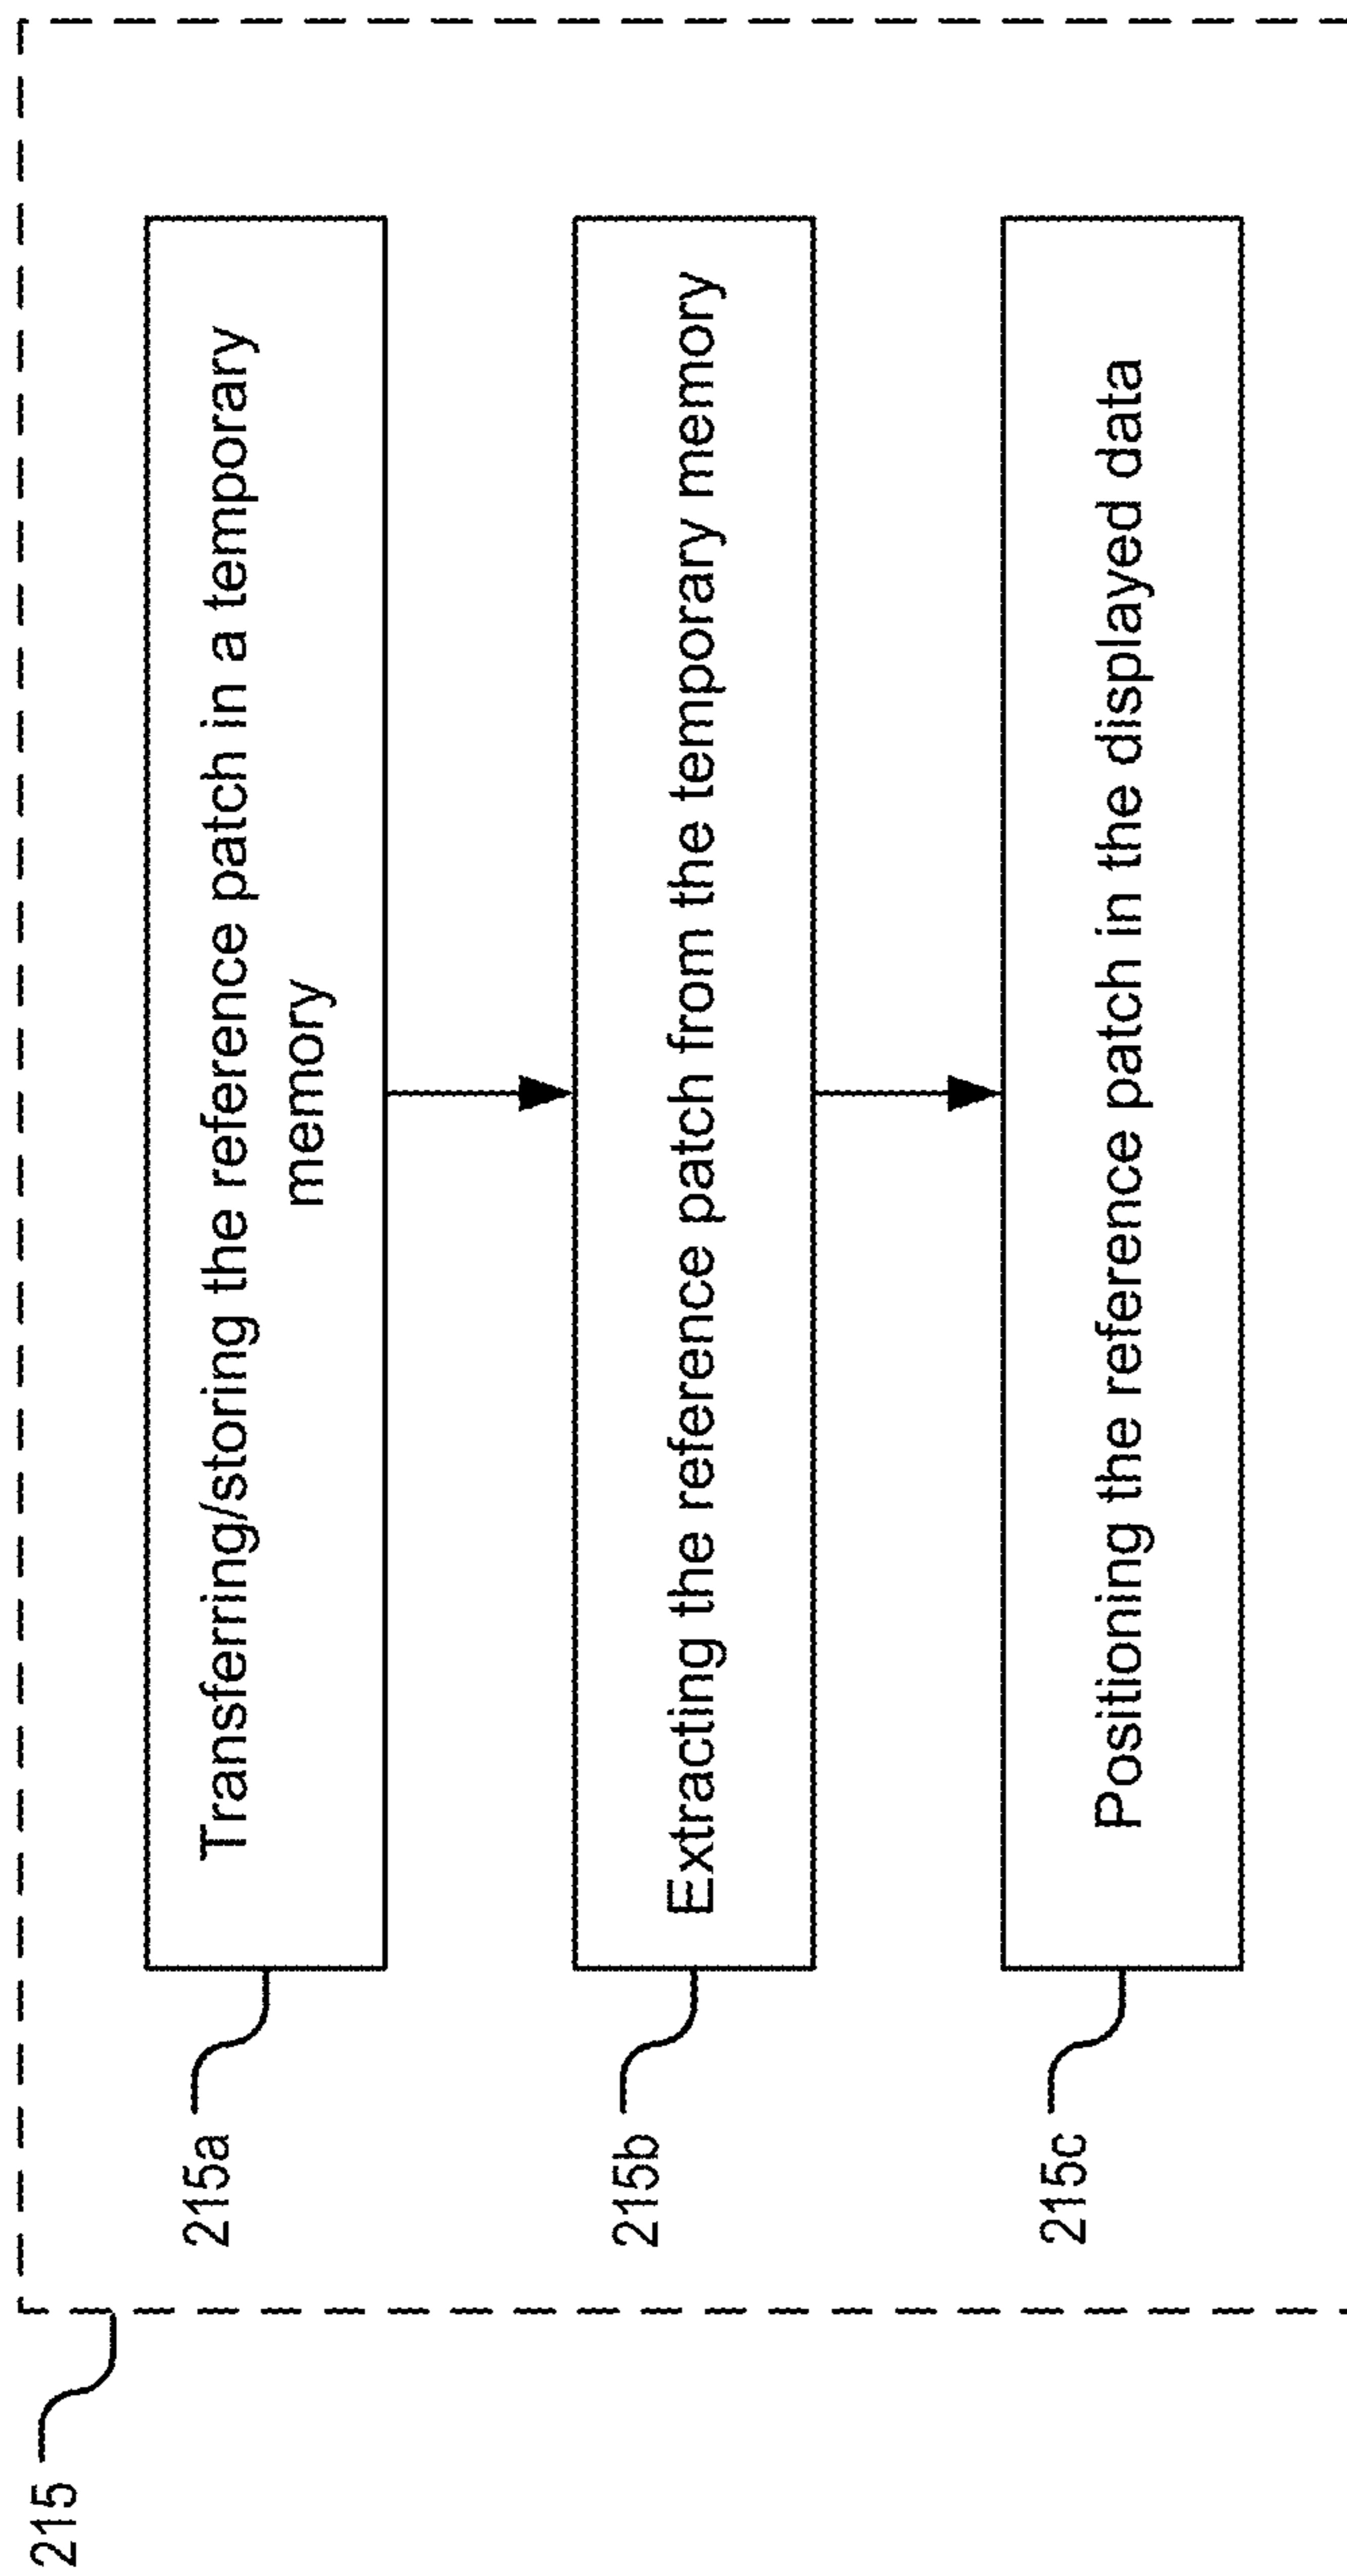 215
215a
Transferring/storing the reference patch in a temporary
memory
215b
Extracting the reference patch from the temporary memory
215c
Positioning the reference patch in the displayed data